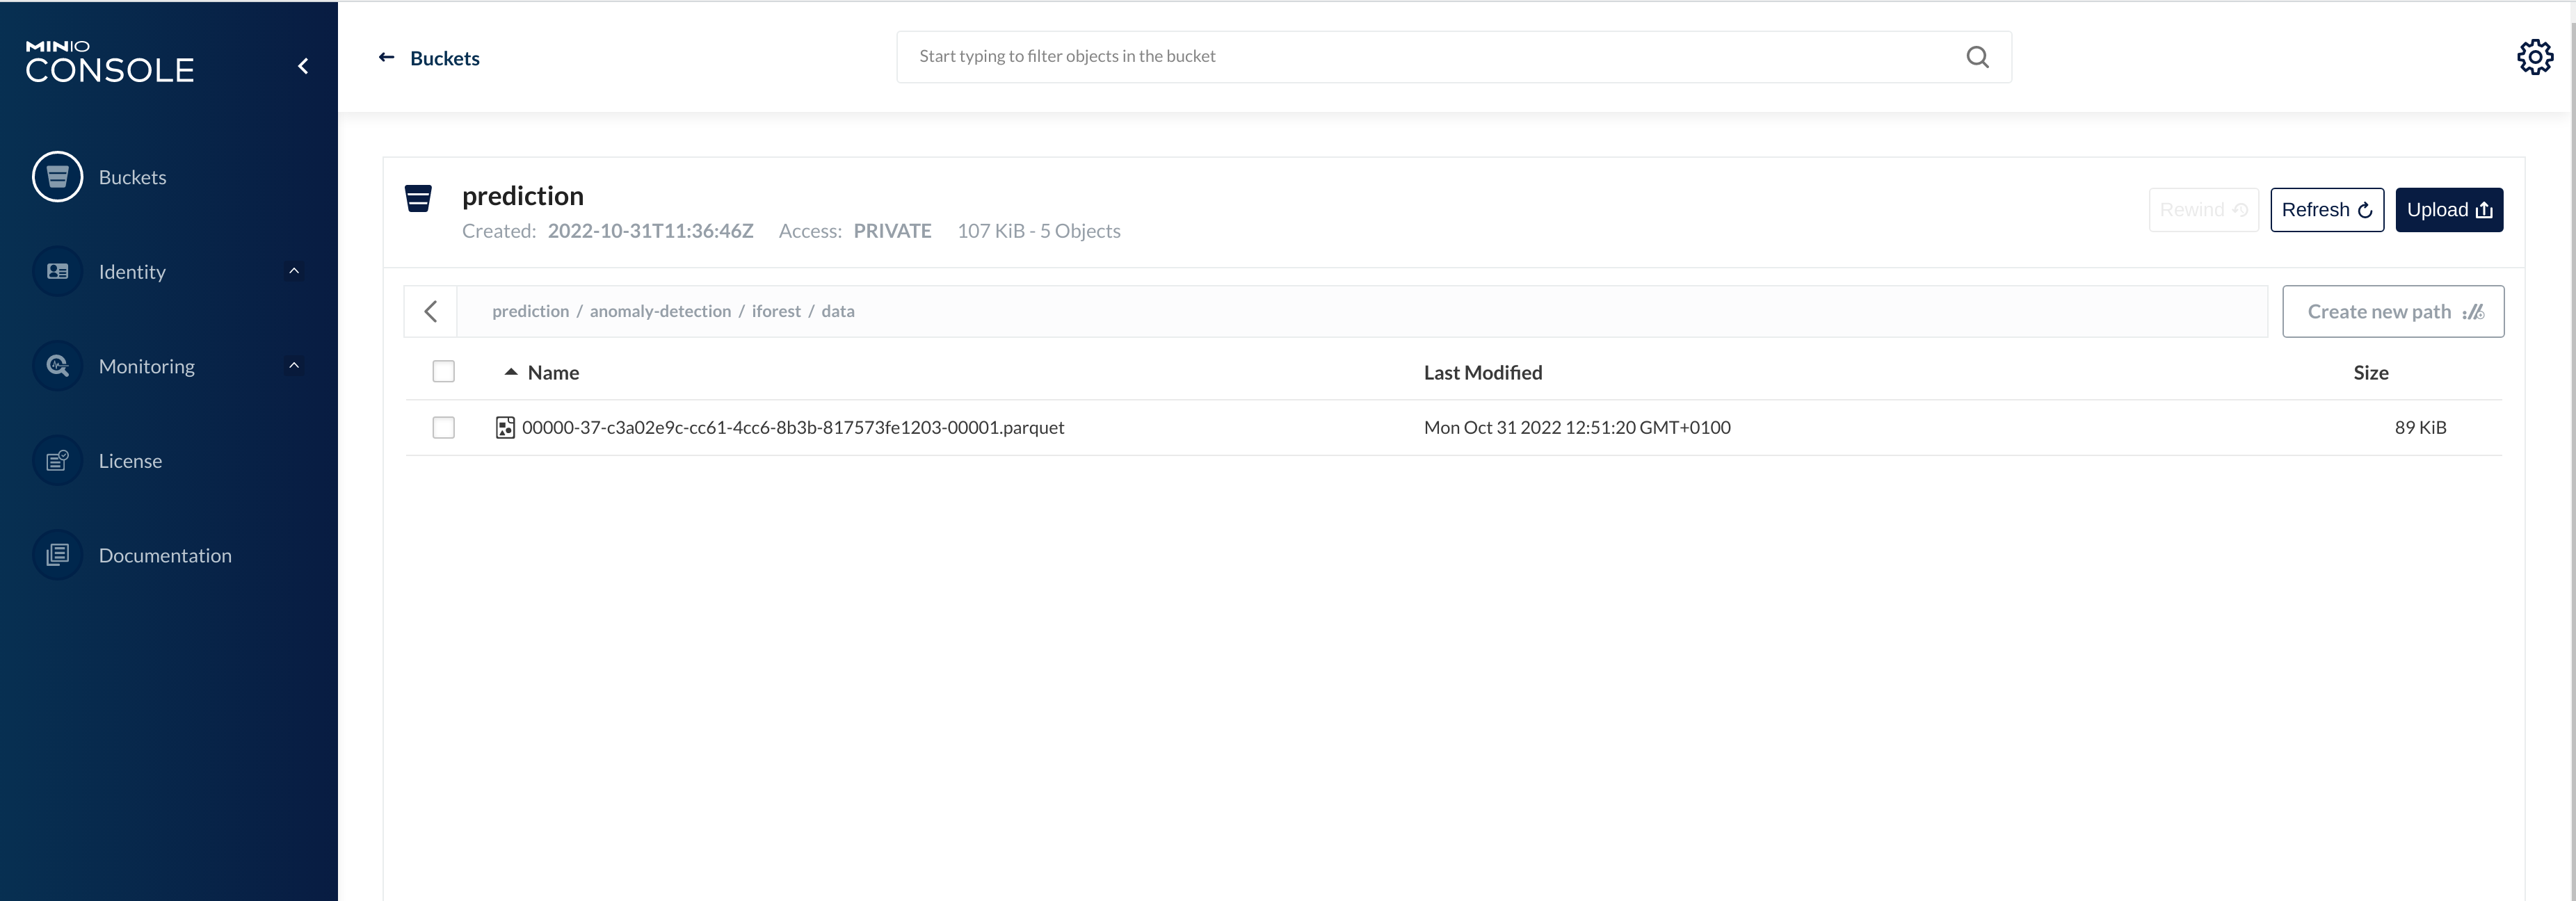 MINIO
CONSOLE
Buckets
Identity
Monitoring
License
Documentation
Buckets
Start typing to filter objects in the bucket
prediction
Created: 2022-10-31T11:36:46Z Access: PRIVATE 107 KiB - 5 Objects
Rewind Refresh Upload
prediction / anomaly-detection / iforest / data
Create new path
Name Last Modified Size
00000-37-c3a02e9c-cc61-4cc6-8b3b-817573fe1203-00001.parquet Mon Oct 31 2022 12:51:20 GMT+0100 89 KiB